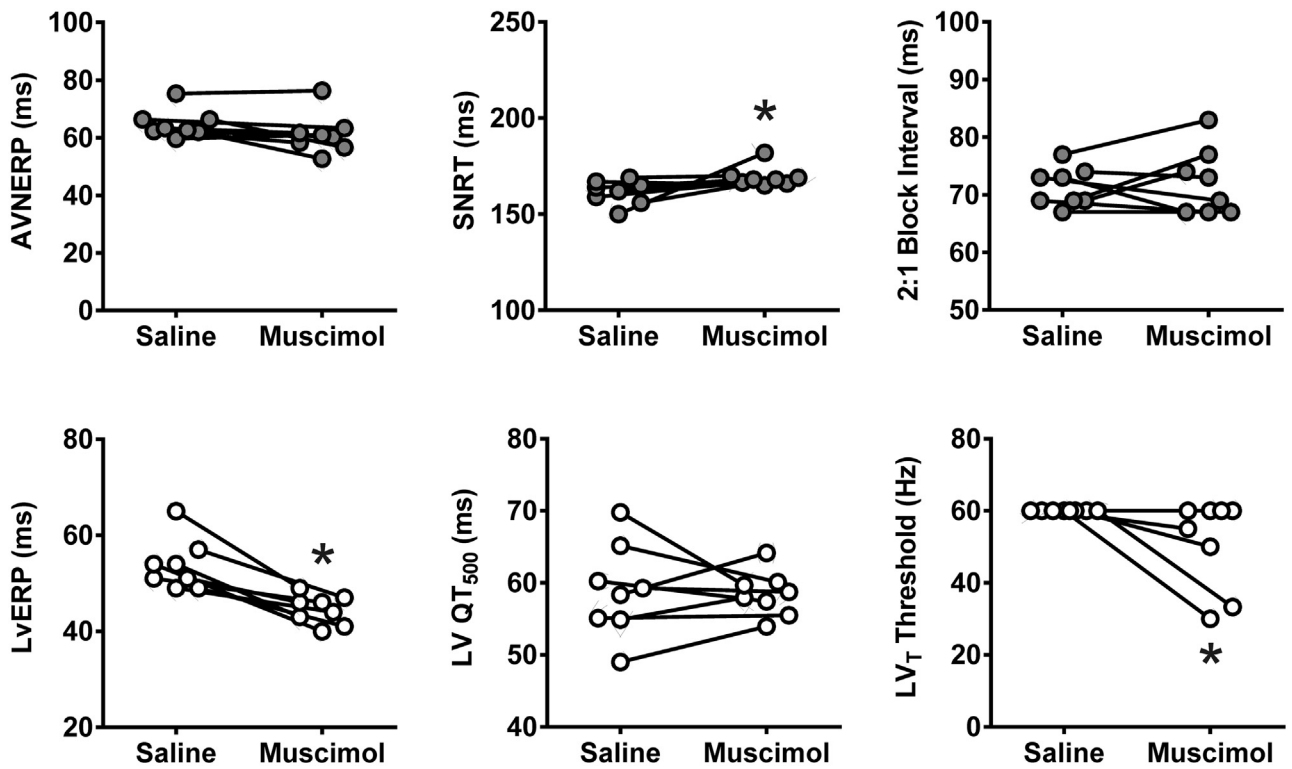 AVNERP (ms)
100
80
60
40
20
0
Saline Muscimol
SNRT (ms)
250
200
150
100
*
Saline Muscimol
2:1 Block Interval (ms)
100
90
80
70
60
50
Saline Muscimol
LvERP (ms)
80
60
40
20
*
Saline Muscimol
LV QT500 (ms)
80
70
60
50
40
Saline Muscimol
LVT Threshold (Hz)
80
60
40
20
0
*
Saline Muscimol